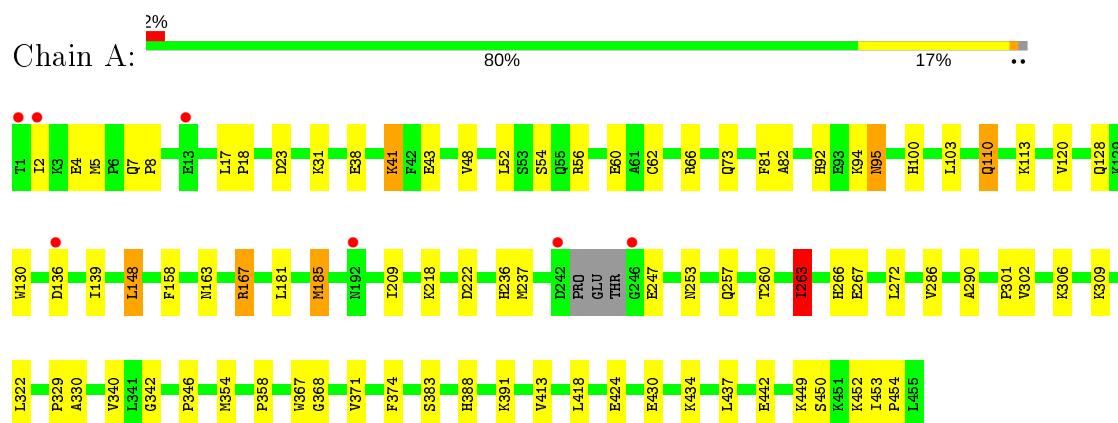 2%
Chain A:
80% 17% ••
T1 I2 K3 E4 M5 P6 Q7 P8 E13 L17 P18 D23 K31 E38 K41 F42 E43 V48 L52 S53 S54 Q55 R56 E60 A61 C62 R66 Q73 F81 A82 H92 E93 K94 N95 H100 L103 Q110 K113 V120 Q128 K129
W130 D136 I139 L148 F158 N163 R167 L181 M185 N192 I209 K218 D222 H236 M237 D242 PRO GLU THR G246 E247 N253 Q257 T260 I263 H266 E267 L272 V286 A290 P301 V302 K306 K309
L322 P329 A330 V340 L341 G342 P346 M354 P358 W367 G368 V371 F374 S383 H388 K391 V413 L418 E424 E430 K434 L437 E442 K449 S450 K451 K452 I453 P454 L455